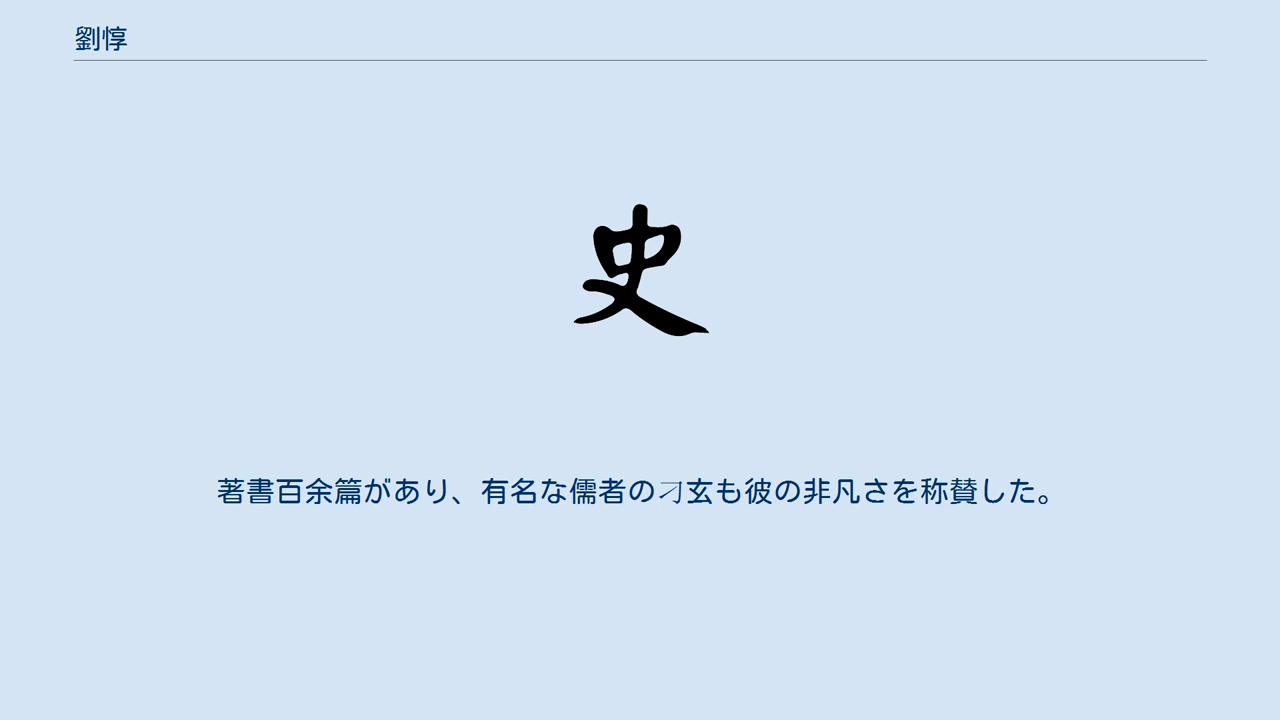 劉惇
史
著書百余篇があり、有名な儒者の刁玄も彼の非凡さを称賛した。